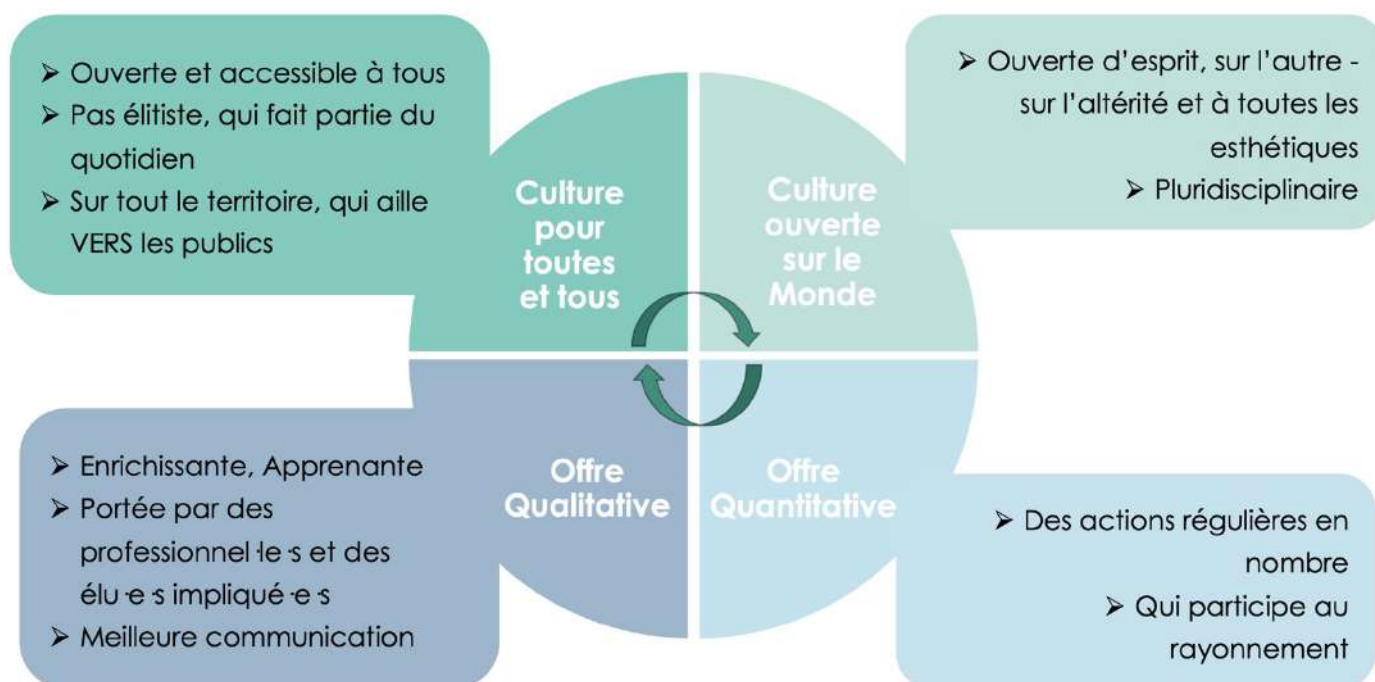 ➢ Ouverte et accessible à tous
➢ Pas élitiste, qui fait partie du
quotidien
➢ Sur tout le territoire, qui aille
VERS les publics
Culture
pour
toutes
et tous
Culture
ouverte
sur le
Monde
➢ Ouverte d'esprit, sur l'autre -
sur l'altérité et à toutes les
esthétiques
➢ Pluridisciplinaire
➢ Enrichissante, Apprenante
➢ Portée par des
professionnel·le·s et des
élu·e·s impliqué·e·s
➢ Meilleure communication
Offre
Qualitative
Offre
Quantitative
➢ Des actions régulières en
nombre
➢ Qui participe au
rayonnement